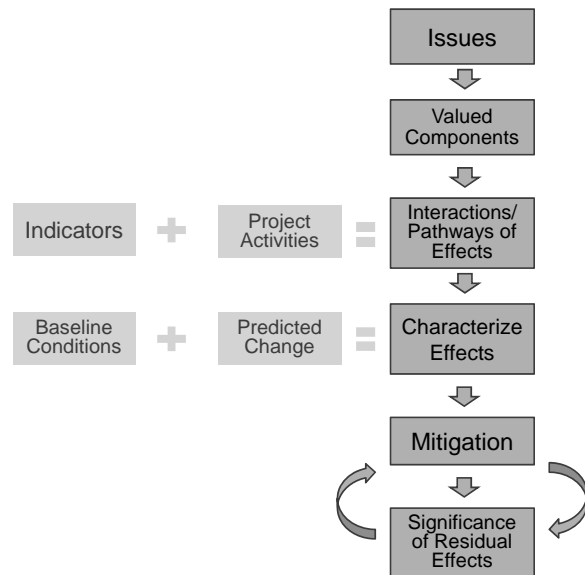 Issues
Valued
Components
Indicators + Project
Activities = Interactions/
Pathways of
Effects
Baseline
Conditions + Predicted
Change = Characterize
Effects
Mitigation
Significance
of Residual
Effects